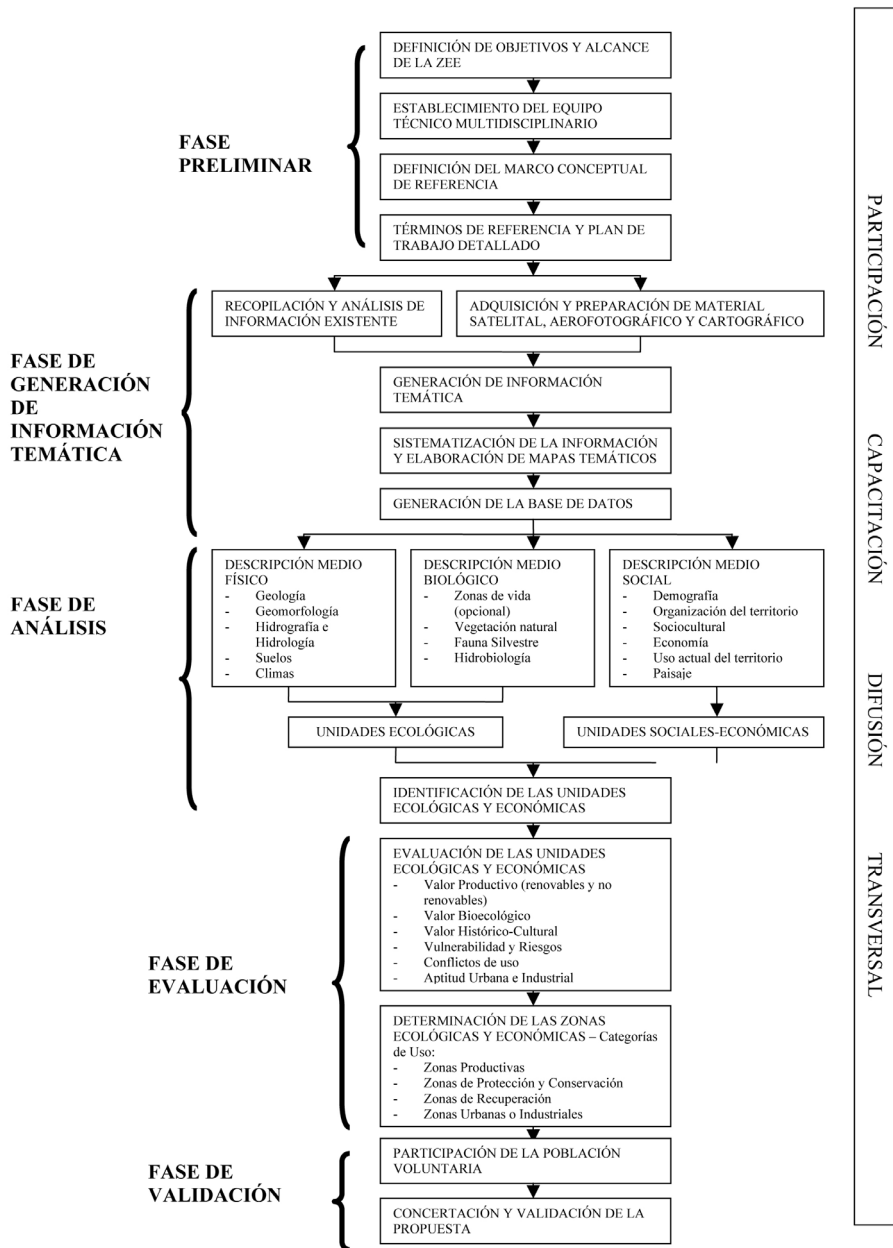 DEFINICIÓN DE OBJETIVOS Y ALCANCE
DE LA ZEE
ESTABLECIMIENTO DEL EQUIPO
TÉCNICO MULTIDISCIPLINARIO
FASE
PRELIMINAR
DEFINICIÓN DEL MARCO CONCEPTUAL
DE REFERENCIA
TÉRMINOS DE REFERENCIA Y PLAN DE
TRABAJO DETALLADO
RECOPILACIÓN Y ANÁLISIS DE
INFORMACIÓN EXISTENTE
ADQUISICIÓN Y PREPARACIÓN DE MATERIAL
SATELITAL, AEROFOTOGRÁFICO Y CARTOGRÁFICO
FASE DE
GENERACIÓN
DE
INFORMACIÓN
TEMÁTICA
GENERACIÓN DE INFORMACIÓN
TEMÁTICA
SISTEMATIZACIÓN DE LA INFORMACIÓN
Y ELABORACIÓN DE MAPAS TEMÁTICOS
GENERACIÓN DE LA BASE DE DATOS
FASE DE
ANÁLISIS
DESCRIPCIÓN MEDIO
FÍSICO
- Geología
- Geomorfología
- Hidrografía e
Hidrología
- Suelos
- Climas
DESCRIPCIÓN MEDIO
BIOLÓGICO
- Zonas de vida
(opcional)
- Vegetación natural
- Fauna Silvestre
- Hidrobiología
DESCRIPCIÓN MEDIO
SOCIAL
- Demografía
- Organización del territorio
- Sociocultural
- Economía
- Uso actual del territorio
- Paisaje
UNIDADES ECOLÓGICAS
UNIDADES SOCIALES-ECONÓMICAS
IDENTIFICACIÓN DE LAS UNIDADES
ECOLÓGICAS Y ECONÓMICAS
FASE DE
EVALUACIÓN
EVALUACIÓN DE LAS UNIDADES
ECOLÓGICAS Y ECONÓMICAS
- Valor Productivo (renovables y no
renovables)
- Valor Bioecológico
- Valor Histórico-Cultural
- Vulnerabilidad y Riesgos
- Conflictos de uso
- Aptitud Urbana e Industrial
DETERMINACIÓN DE LAS ZONAS
ECOLÓGICAS Y ECONÓMICAS – Categorías
de Uso:
- Zonas Productivas
- Zonas de Protección y Conservación
- Zonas de Recuperación
- Zonas Urbanas o Industriales
FASE DE
VALIDACIÓN
PARTICIPACIÓN DE LA POBLACIÓN
VOLUNTARIA
CONCERTACIÓN Y VALIDACIÓN DE LA
PROPUESTA
PARTICIPACIÓN CAPACITACIÓN DIFUSIÓN TRANSVERSAL